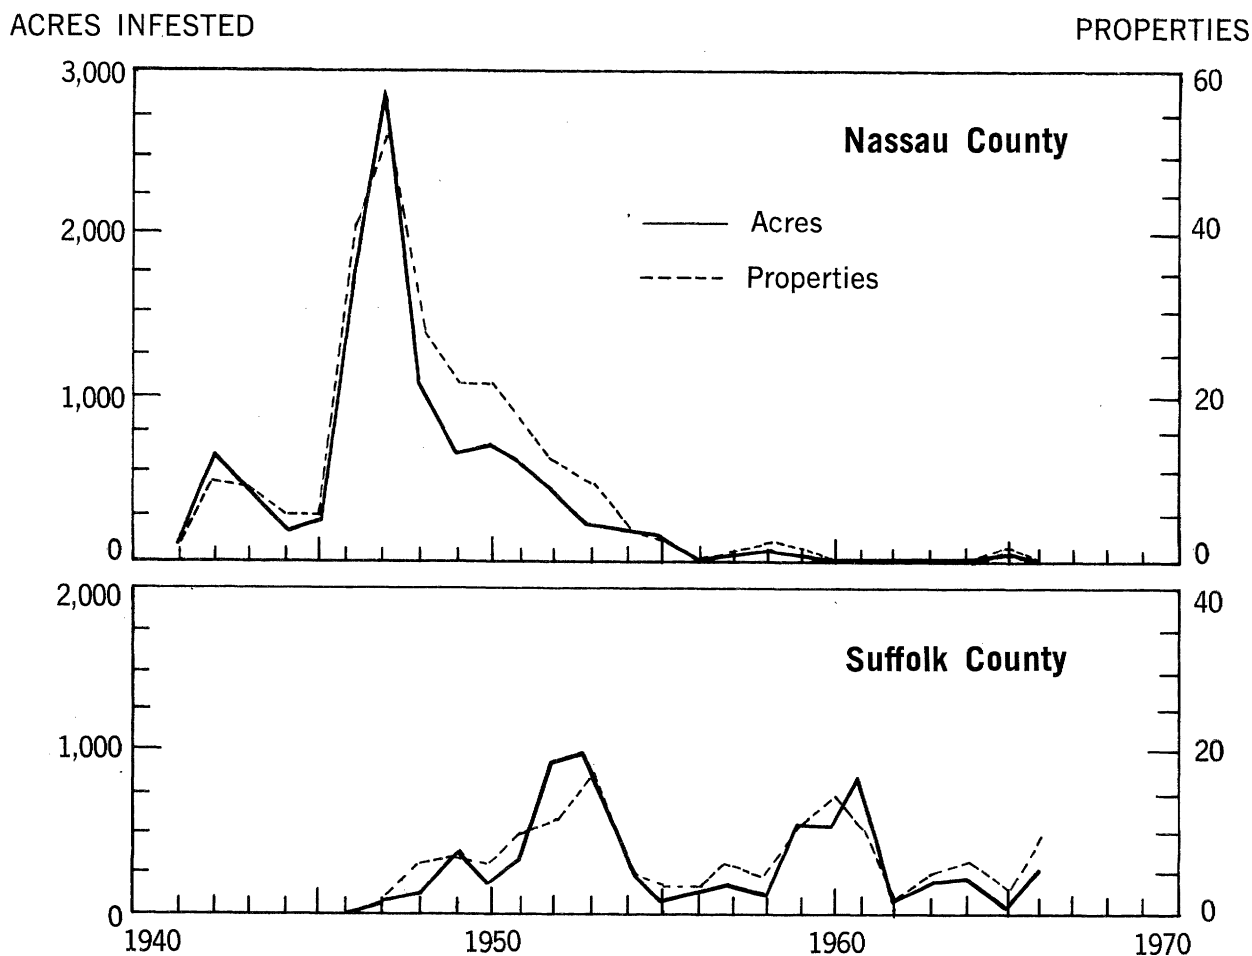 ACRES INFESTED PROPERTIES
3,000 60
Nassau County
2,000 40
Acres
Properties
1,000 20
0 0
2,000 40
Suffolk County
1,000 20
0 0
1940 1950 1960 1970